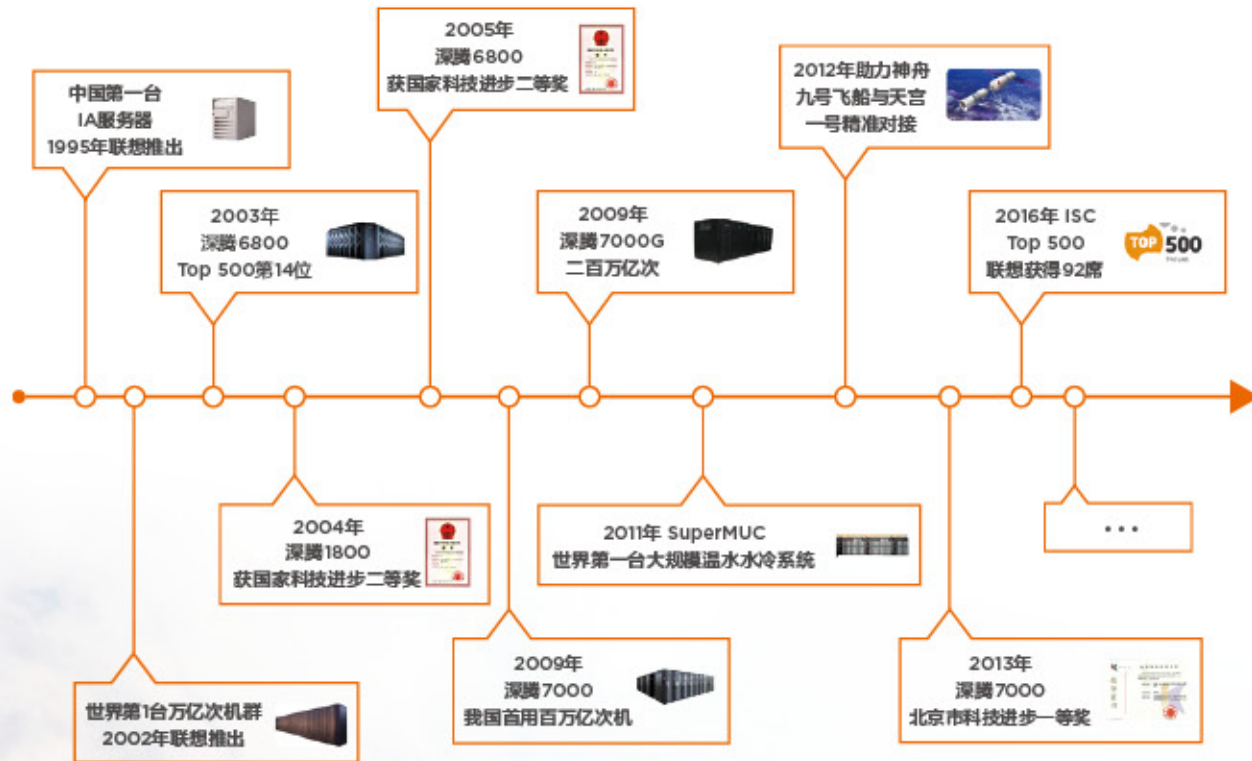 中国第一台
IA服务器
1995年联想推出
世界第1台万亿次机群
2002年联想推出
2003年
深腾6800
Top 500第14位
2004年
深腾1800
获国家科技进步二等奖
2005年
深腾6800
获国家科技进步二等奖
2009年
深腾7000
我国首用百万亿次机
2009年
深腾7000G
二百万亿次
2011年 SuperMUC
世界第一台大规模温水水冷系统
2012年助力神舟
九号飞船与天宫
一号精准对接
2013年
深腾7000
北京市科技进步一等奖
2016年 ISC
Top 500
联想获得92席
TOP 500
...